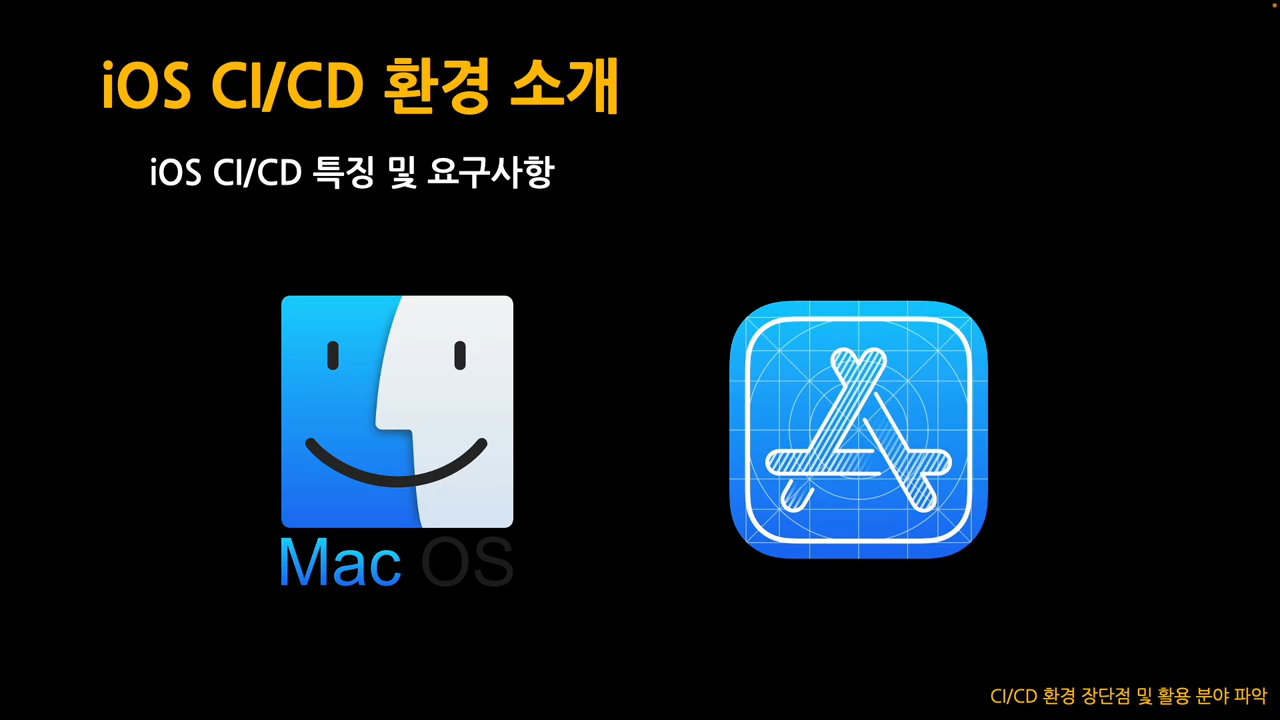 iOS CI/CD 환경 소개
iOS CI/CD 특징 및 요구사항
Mac OS
CI/CD 환경 장단점 및 활용 분야 파악